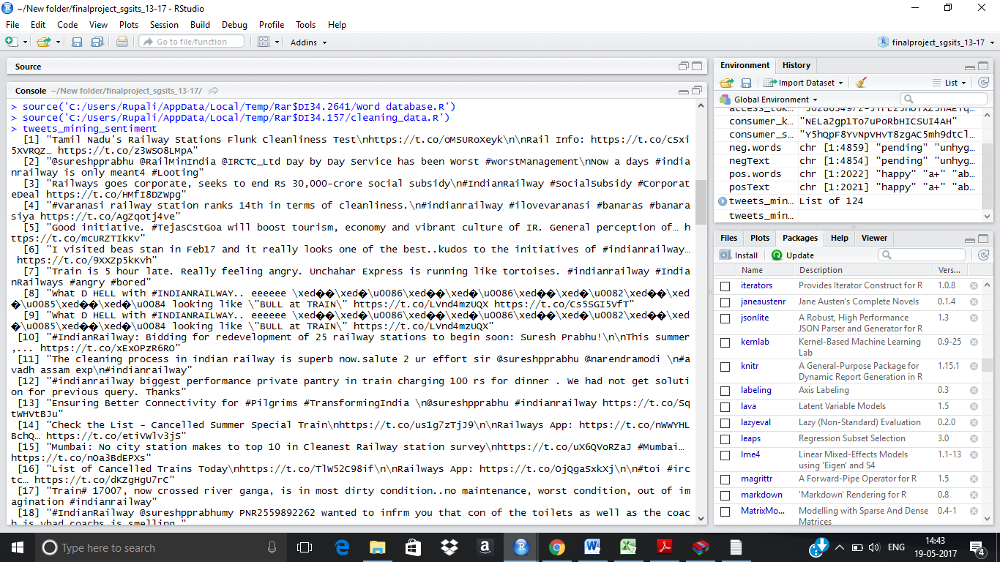 ~/New folder/finalproject_sgsits_13-17 - RStudio
File Edit Code View Plots Session Build Debug Profile Tools Help
Go to file/function Addins finalproject_sgsits_13-17
Source
Console ~/New folder/finalproject_sgsits_13-17/
> source('C:/Users/Rupali/AppData/Local/Temp/Rar$DI34.2641/Word database.R')
> source('C:/Users/Rupali/AppData/Local/Temp/Rar$DI34.157/cleaning_data.R')
> tweets_mining_sentiment
[1] "Tamil Nadu's Railway Stations Flunk Cleanliness Test\nhttps://t.co/oMSURoXeyk\n\nRail Info: https://t.co/cSxi
5XVRQZ… https://t.co/z3WSO8LMpA"
[2] "@sureshpprabhu @RailMinIndia @IRCTC_Ltd Day by Day Service has been Worst #worstManagement\nNow a days #indi
anrailway is only meant4 #Looting"
[3] "Railways goes corporate, seeks to end Rs 30,000-crore social subsidy\n#IndianRailway #SocialSubsidy #Corporat
eDeal https://t.co/HMfI8DZWpg"
[4] "#Varanasi railway station ranks 14th in terms of cleanliness.\n#indianrailway #ilovevaranasi #banaras #banara
siya https://t.co/AgZqotj4ve"
[5] "Good initiative. #TejasCstGoa will boost tourism, economy and vibrant culture of IR. General perception of… h
ttps://t.co/mcURZTIkKv"
[6] "I visited beas stan in Feb17 and it really looks one of the best..kudos to the initiatives of #indianrailway…
https://t.co/9XXZp5kKvh"
[7] "Train is 5 hour late. Really feeling angry. Unchahar Express is running like tortoises. #indianrailway #India
nRailways #angry #bored"
[8] "What D HELL with #INDIANRAILWAY.. eeeeee \xed��\xed�\u0086\xed��\xed�\u0086\xed��\xed�\u0082\xed��\xed
�\u0085\xed��\xed�\u0084 looking like \"BULL at TRAIN\" https://t.co/LVnd4mzUQX https://t.co/Cs5SGI5VfT"
[9] "What D HELL with #INDIANRAILWAY.. eeeeee \xed��\xed�\u0086\xed��\xed�\u0086\xed��\xed�\u0082\xed��\xed
�\u0085\xed��\xed�\u0084 looking like \"BULL at TRAIN\" https://t.co/LVnd4mzUQX"
[10] "#IndianRailway: Bidding for redevelopment of 25 railway stations to begin soon: Suresh Prabhu!\n\nThis summer
,... https://t.co/xExOPzR6RO"
[11] "The cleaning process in indian railway is superb now.salute 2 ur effort sir @sureshpprabhu @narendramodi \n#a
vadh assam exp\n#indianrailway"
[12] "#indianrailway biggest performance private pantry in train charging 100 rs for dinner . We had not get soluti
on for previous query. Thanks"
[13] "Ensuring Better Connectivity for #Pilgrims #TransformingIndia \n@sureshpprabhu #indianrailway https://t.co/Sq
tWHVtBJu"
[14] "Check the List - Cancelled Summer Special Train\nhttps://t.co/us1g7zTjJ9\n\nRailways App: https://t.co/nWWYHL
BchQ… https://t.co/etiVWlv3jS"
[15] "Mumbai: No city station makes to top 10 in Cleanest Railway station survey\nhttps://t.co/uX6QVoRZaJ #Mumbai…
https://t.co/nOa3BdEPXs"
[16] "List of Cancelled Trains Today\nhttps://t.co/TlW52C98if\n\nRailways App: https://t.co/OjQgaSxkXj\n\n#toi #irc
tc… https://t.co/dKZgHgU7rC"
[17] "Train# 17007, now crossed river ganga, is in most dirty condition..no maintenance, worst condition, out of im
agination #indianrailway"
[18] "#IndianRailway @sureshpprabhumy PNR2559892262 wanted to infrm you that con of the toilets as well as the coac
h is vbad coachs is smelling "
Environment History
Import Dataset List
Global Environment
consumer_k… "NELa2gp1To7uPoRbHICSUI4AH"
consumer_s… "Y5hQpF8YvNpVHvT8zgAC5mh9dtCl…
neg.words chr [1:4859] "pending" "unhyg…
negText chr [1:4854] "pending" "unhyg…
pos.words chr [1:2022] "happy" "a+" "ab…
posText chr [1:2021] "happy" "a+" "ab…
tweets_min… List of 124
tweets_min…
Files Plots Packages Help Viewer
Install Update
Name Description Vers…
iterators Provides Iterator Construct for R 1.0.8
janeaustenr Jane Austen's Complete Novels 0.1.4
jsonlite A Robust, High Performance 1.3
JSON Parser and Generator for R
kernlab Kernel-Based Machine Learning 0.9-25
Lab
knitr A General-Purpose Package for 1.15.1
Dynamic Report Generation in R
labeling Axis Labeling 0.3
lava Latent Variable Models 1.5
lazyeval Lazy (Non-Standard) Evaluation 0.2.0
leaps Regression Subset Selection 3.0
lme4 Linear Mixed-Effects Models 1.1-13
using 'Eigen' and S4
magrittr A Forward-Pipe Operator for R 1.5
markdown 'Markdown' Rendering for R 0.8
MatrixMo… Modelling with Sparse And Dense 0.4-1
Matrices
Type here to search
ENG 14:43
19-05-2017
4